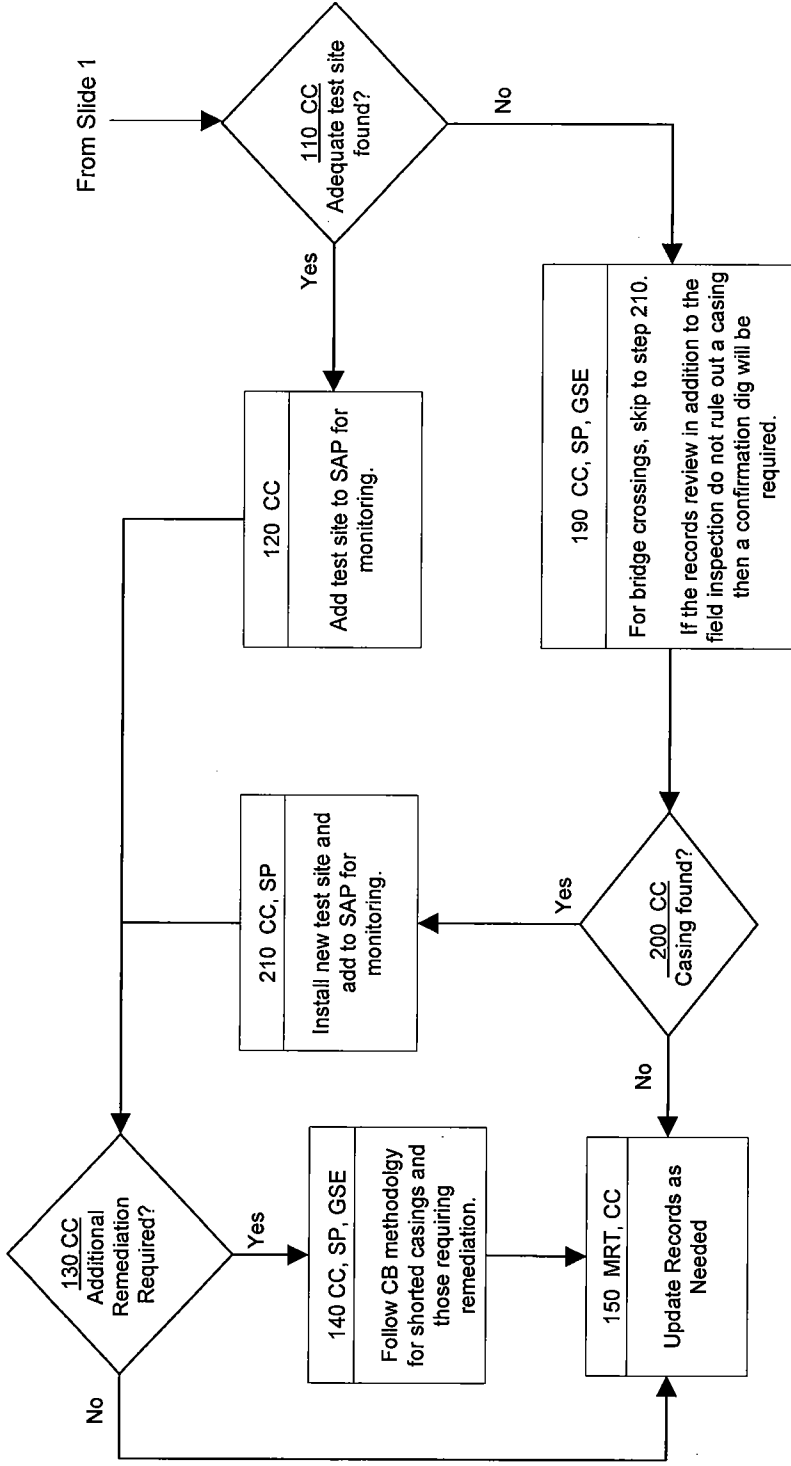 From Slide 1
110 CC
Adequate test site
found?
Yes
No
120 CC
Add test site to SAP for
monitoring.
190 CC, SP, GSE
For bridge crossings, skip to step 210.
If the records review in addition to the
field inspection do not rule out a casing
then a confirmation dig will be
required.
200 CC
Casing found?
Yes
No
210 CC, SP
Install new test site and
add to SAP for
monitoring.
130 CC
Additional
Remediation
Required?
Yes
No
140 CC, SP, GSE
Follow CB methodolgy
for shorted casings and
those requiring
remediation.
150 MRT, CC
Update Records as
Needed